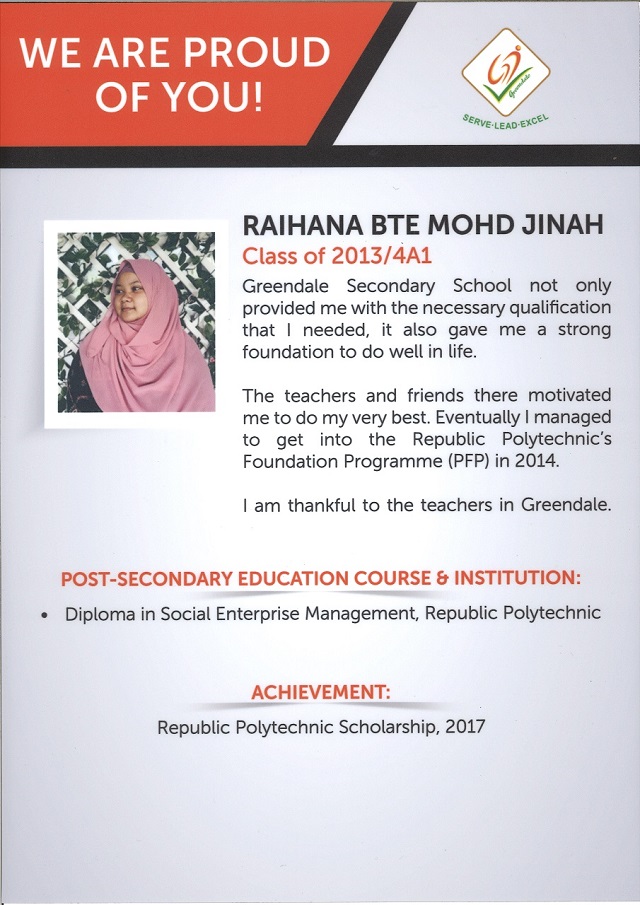 WE ARE PROUD
OF YOU!
Greendale
SERVE·LEAD·EXCEL
RAIHANA BTE MOHD JINAH
Class of 2013/4A1
Greendale Secondary School not only
provided me with the necessary qualification
that I needed, it also gave me a strong
foundation to do well in life.
The teachers and friends there motivated
me to do my very best. Eventually I managed
to get into the Republic Polytechnic’s
Foundation Programme (PFP) in 2014.
I am thankful to the teachers in Greendale.
POST-SECONDARY EDUCATION COURSE & INSTITUTION:
• Diploma in Social Enterprise Management, Republic Polytechnic
ACHIEVEMENT:
Republic Polytechnic Scholarship, 2017